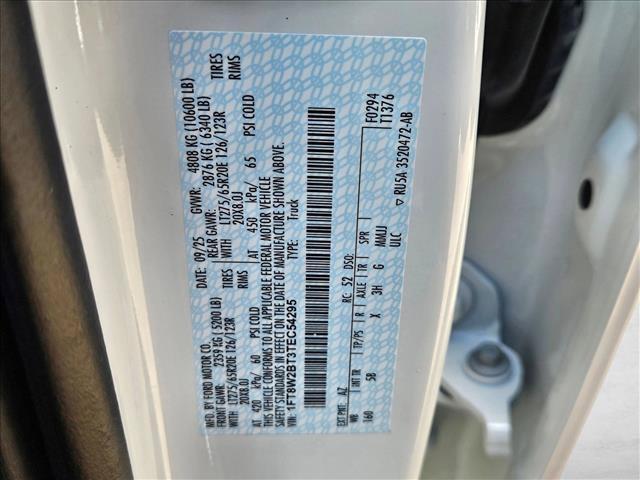 MFD. BY FORD MOTOR CO.
DATE: 09/25 GVWR: 4808 KG (10600 LB)
FRONT GAWR: 2359 KG (5200 LB) REAR GAWR: 2876 KG (6340 LB)
LT275/65R20E 126/123R TIRES WITH LT275/65R20E 126/123R TIRES
20X8.0J RIMS 20X8.0J RIMS
AT 420 kPa/ 60 PSI COLD AT 450 kPa/ 65 PSI COLD
THIS VEHICLE CONFORMS TO ALL APPLICABLE FEDERAL MOTOR VEHICLE
SAFETY STANDARDS IN EFFECT ON THE DATE OF MANUFACTURE SHOWN ABOVE.
VIN: 1FT8W2BT3TEC54295 TYPE: Truck
F0294
T1376
EXT PNT: AZ RC: 52 DSO:
WB INT TR TP/PS R AXLE TR SPR
160 5B X 3H G MMUJ
ULC RU5A 3520472-AB